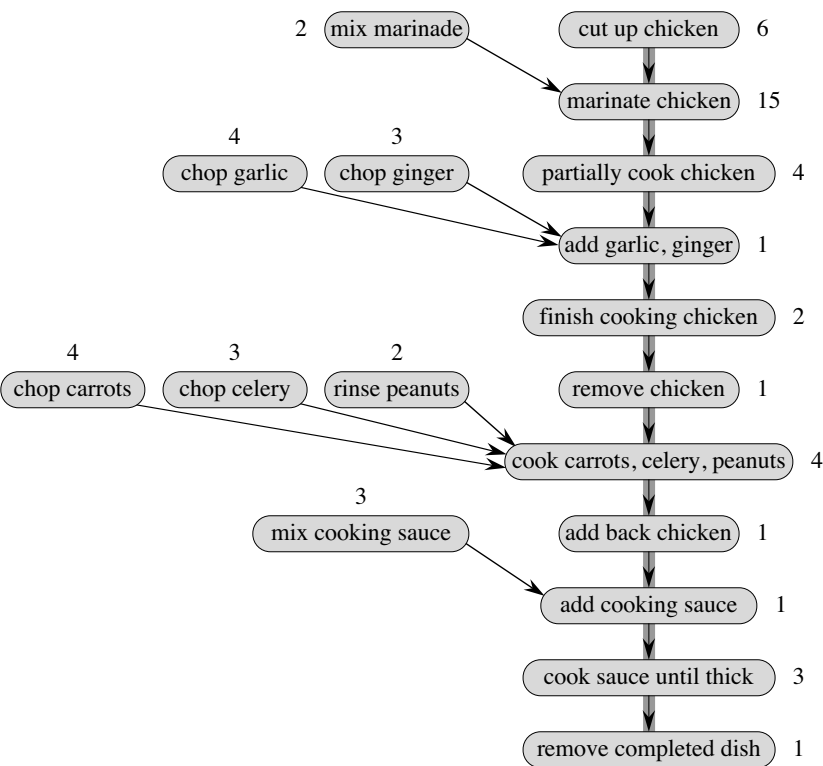 2 mix marinade cut up chicken 6
marinate chicken 15
4 3
chop garlic chop ginger partially cook chicken 4
add garlic, ginger 1
finish cooking chicken 2
4 3 2
chop carrots chop celery rinse peanuts remove chicken 1
cook carrots, celery, peanuts 4
3
mix cooking sauce add back chicken 1
add cooking sauce 1
cook sauce until thick 3
remove completed dish 1